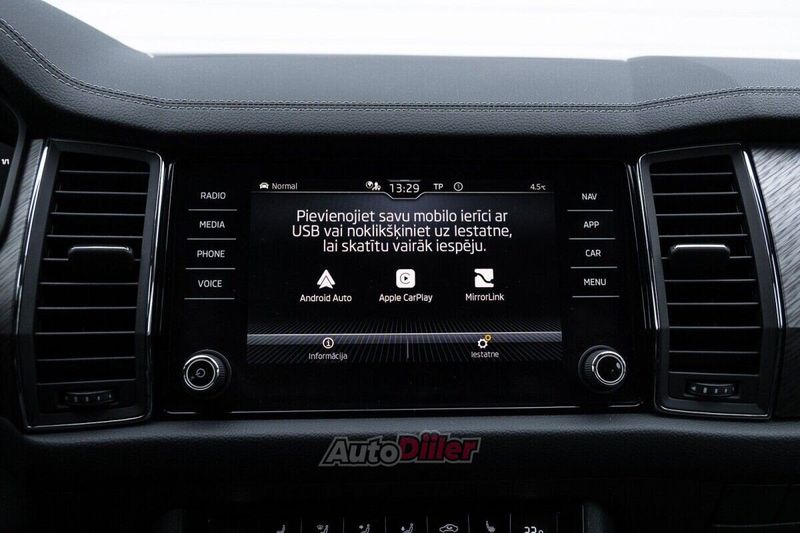 V1
RADIO
MEDIA
PHONE
VOICE
Normal 13:29 TP 4.5°C
Pievienojiet savu mobilo ierīci ar
USB vai noklikšķiniet uz Iestatne,
lai skatītu vairāk iespēju.
Android Auto Apple CarPlay MirrorLink
Informācija Iestatne
NAV
APP
CAR
MENU
AutoDiiler